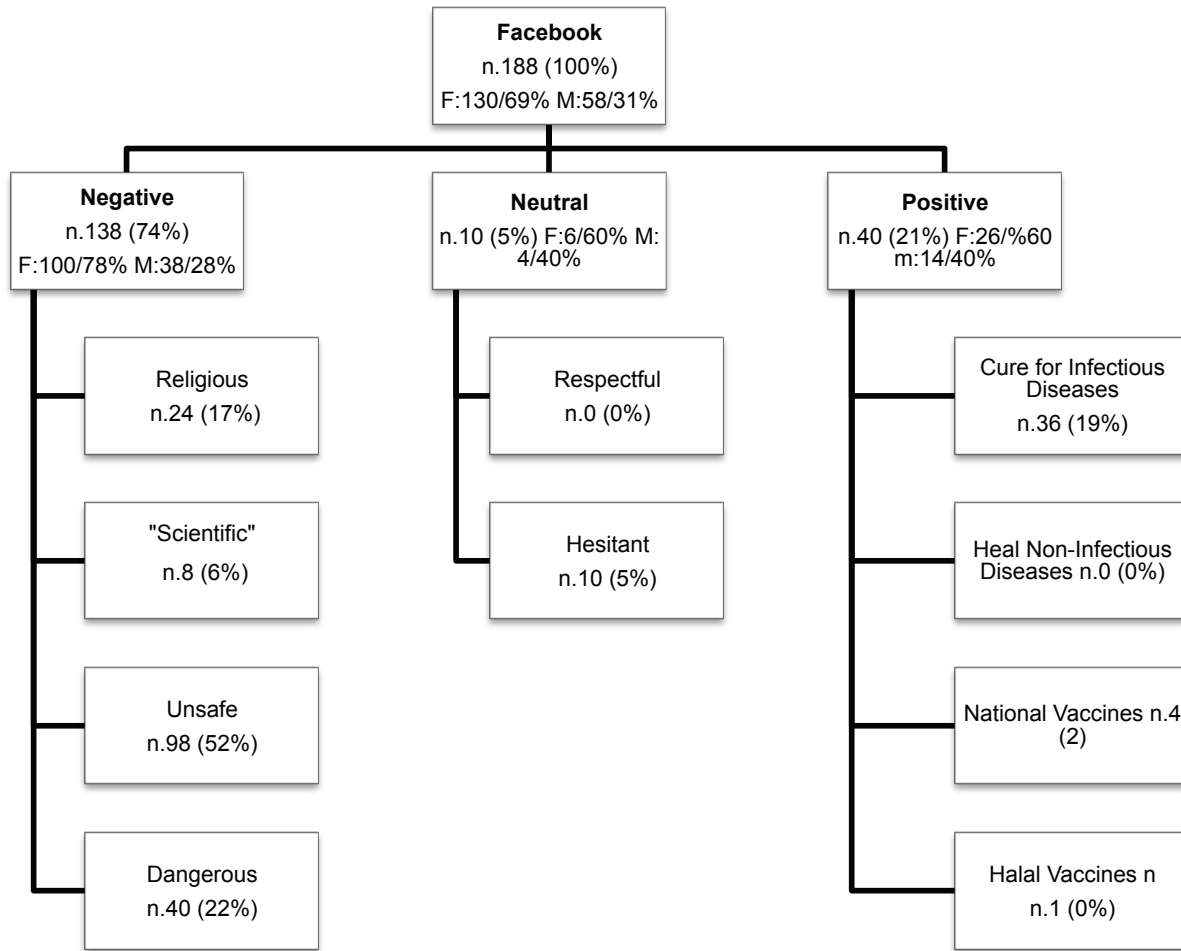 Facebook
n.188 (100%)
F:130/69% M:58/31%
Negative
n.138 (74%)
F:100/78% M:38/28%
Neutral
n.10 (5%) F:6/60% M:
4/40%
Positive
n.40 (21%) F:26/%60
m:14/40%
Religious
n.24 (17%)
"Scientific"
n.8 (6%)
Unsafe
n.98 (52%)
Dangerous
n.40 (22%)
Respectful
n.0 (0%)
Hesitant
n.10 (5%)
Cure for Infectious
Diseases
n.36 (19%)
Heal Non-Infectious
Diseases n.0 (0%)
National Vaccines n.4
(2)
Halal Vaccines n
n.1 (0%)